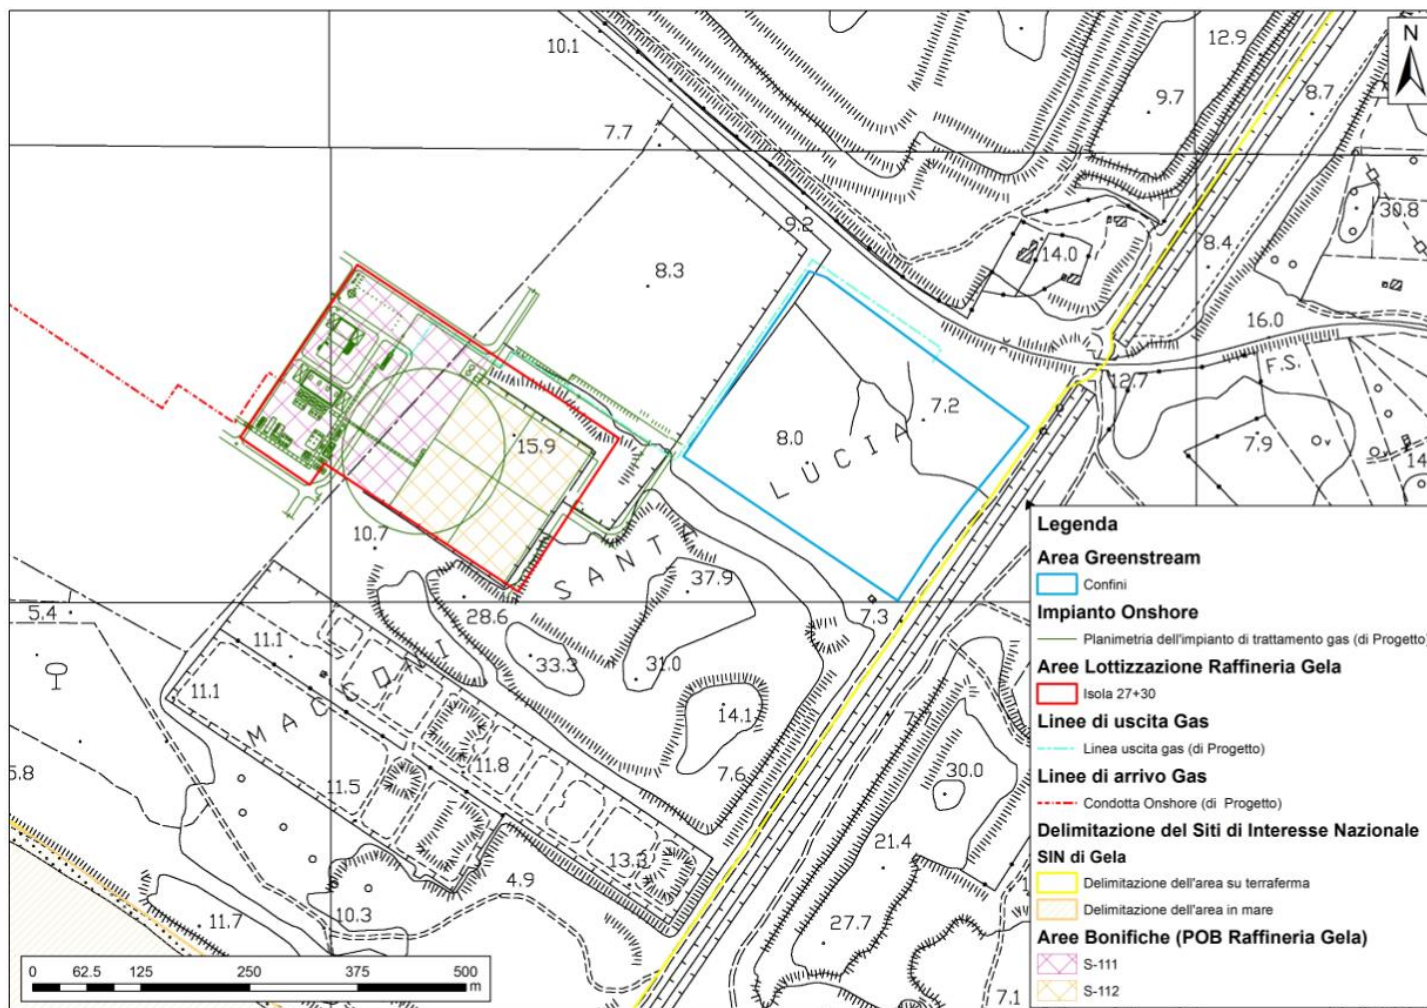 10.1
12.9
N
9.7
8.7
7.7
30.8
9.2
8.4
14.0
8.3
16.0
F.S.
12.7
7.2
7.9
8.0
15.9
LUCIA
14
10.7
SANTA
37.9
28.6
7.3
5.4
11.1
33.3
31.0
11.1
MACCONI
14.1
7.6
30.0
5.8
11.8
11.5
21.4
13.3
4.9
10.3
11.7
27.7
7.1
Legenda
Area Greenstream
Confini
Impianto Onshore
Planimetria dell'impianto di trattamento gas (di Progetto)
Aree Lottizzazione Raffineria Gela
Isola 27+30
Linee di uscita Gas
Linea uscita gas (di Progetto)
Linee di arrivo Gas
Condotta Onshore (di Progetto)
Delimitazione del Siti di Interesse Nazionale
SIN di Gela
Delimitazione dell'area su terraferma
Delimitazione dell'area in mare
Aree Bonifiche (POB Raffineria Gela)
S-111
S-112
0 62.5 125 250 375 500
m